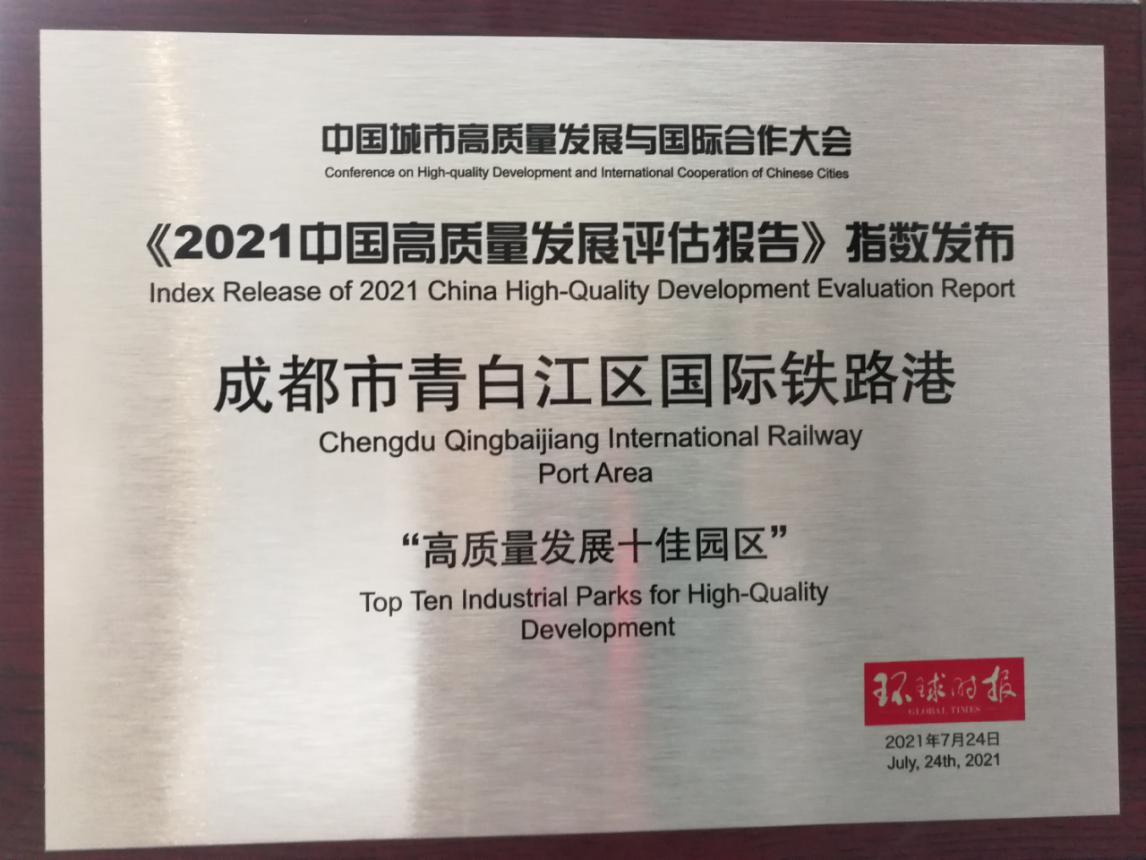 中国城市高质量发展与国际合作大会
Conference on High-quality Development and International Cooperation of Chinese Cities
《2021中国高质量发展评估报告》指数发布
Index Release of 2021 China High-Quality Development Evaluation Report
成都市青白江区国际铁路港
Chengdu Qingbaijiang International Railway
Port Area
“高质量发展十佳园区”
Top Ten Industrial Parks for High-Quality
Development
环球时报
GLOBAL TIMES
2021年7月24日
July, 24th, 2021